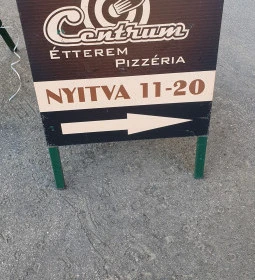 Centrum
ÉTTEREM
PIZZÉRIA
NYITVA 11-20